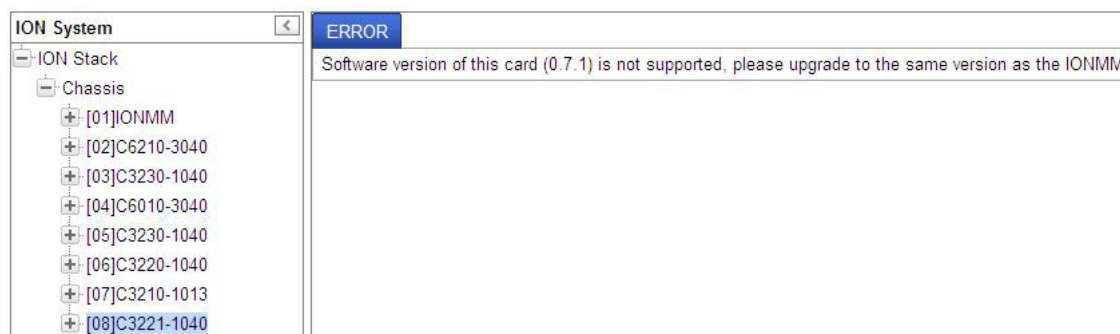 ION System
ION Stack
Chassis
[01]IONMM
[02]C6210-3040
[03]C3230-1040
[04]C6010-3040
[05]C3230-1040
[06]C3220-1040
[07]C3210-1013
[08]C3221-1040
ERROR
Software version of this card (0.7.1) is not supported, please upgrade to the same version as the IONMM